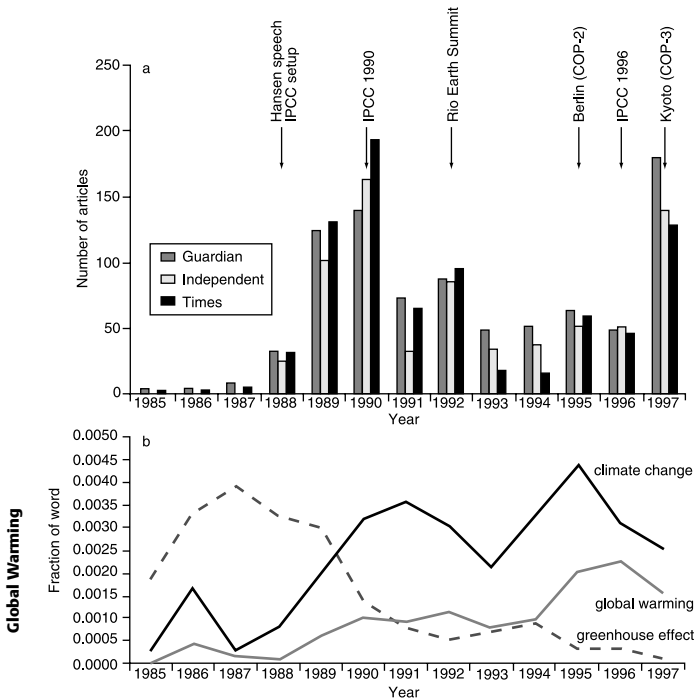 Hansen speech
IPCC setup
IPCC 1990
Rio Earth Summit
Berlin (COP-2)
IPCC 1996
Kyoto (COP-3)
a
250
200
150
100
50
0
Number of articles
Guardian
Independent
Times
1985 1986 1987 1988 1989 1990 1991 1992 1993 1994 1995 1996 1997
Year
b
0.0050
0.0045
0.0040
0.0035
0.0030
0.0025
0.0020
0.0015
0.0010
0.0005
0.0000
Fraction of word
Global Warming
climate change
global warming
greenhouse effect
1985 1986 1987 1988 1989 1990 1991 1992 1993 1994 1995 1996 1997
Year